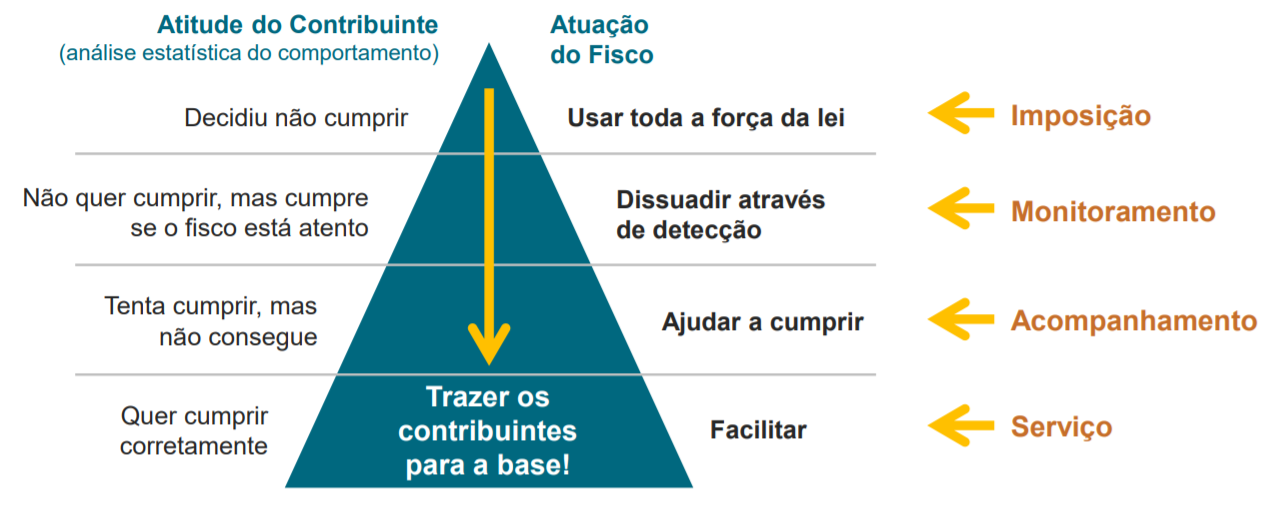 Atitude do Contribuinte
(análise estatística do comportamento)
Atuação
do Fisco
Decidiu não cumprir
Usar toda a força da lei
Imposição
Não quer cumprir, mas cumpre
se o fisco está atento
Dissuadir através
de detecção
Monitoramento
Tenta cumprir, mas
não consegue
Ajudar a cumprir
Acompanhamento
Quer cumprir
corretamente
Trazer os
contribuintes
para a base!
Facilitar
Serviço